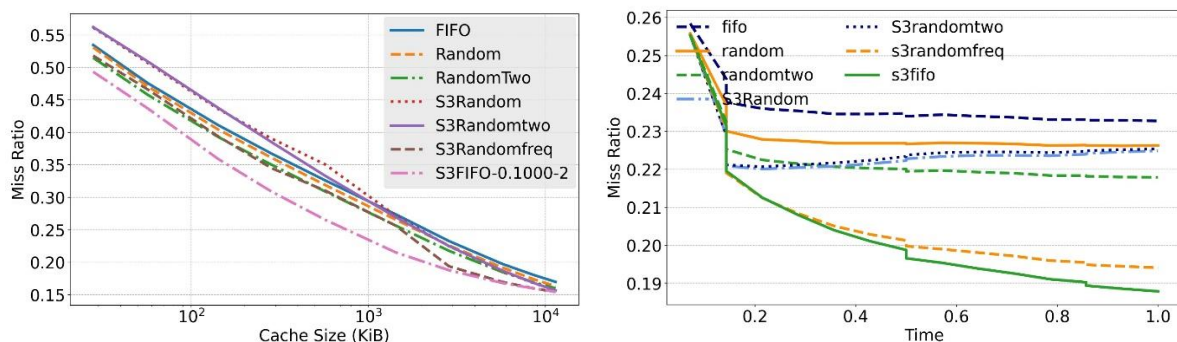 Miss Ratio
0.55
0.50
0.45
0.40
0.35
0.30
0.25
0.20
0.15
10²
10³
10⁴
Cache Size (KiB)
FIFO
Random
RandomTwo
S3Random
S3Randomtwo
S3Randomfreq
S3FIFO-0.1000-2
Miss Ratio
0.26
0.25
0.24
0.23
0.22
0.21
0.20
0.19
0.2
0.4
0.6
0.8
1.0
Time
fifo
random
randomtwo
S3Random
S3randomtwo
s3randomfreq
s3fifo